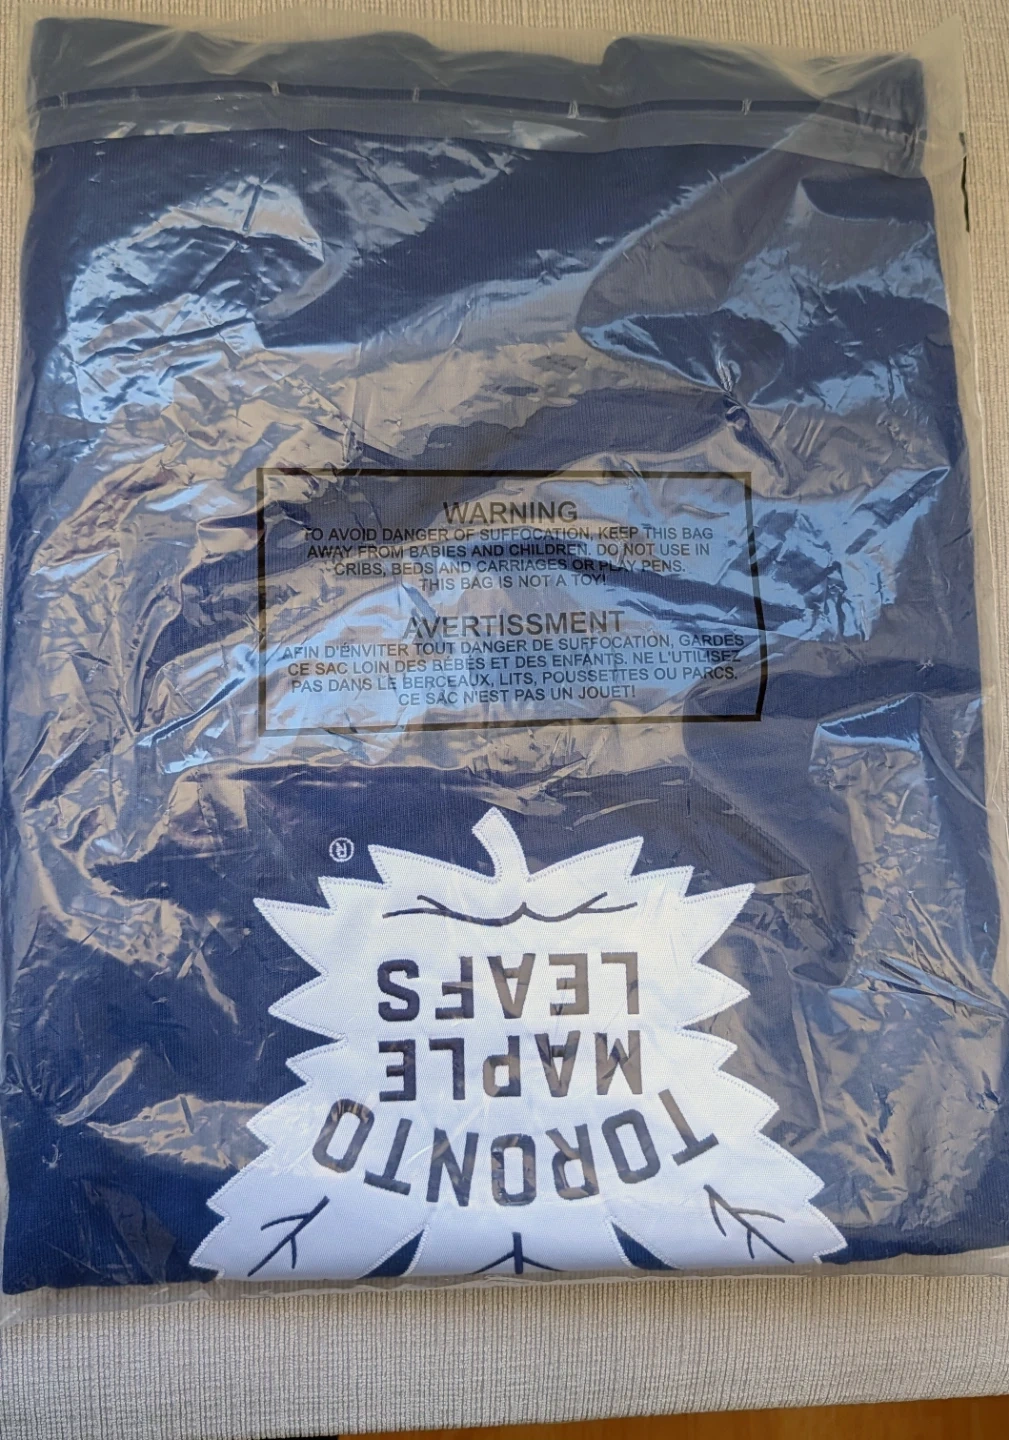 WARNING
TO AVOID DANGER OF SUFFOCATION, KEEP THIS BAG
AWAY FROM BABIES AND CHILDREN. DO NOT USE IN
CRIBS, BEDS AND CARRIAGES OR PLAY PENS.
THIS BAG IS NOT A TOY!
AVERTISSMENT
AFIN D'ÉNVITER TOUT DANGER DE SUFFOCATION, GARDES
CE SAC LOIN DES BÉBÉS ET DES ENFANTS. NE L'UTILISEZ
PAS DANS LE BERCEAUX, LITS, POUSSETTES OU PARCS.
CE SAC N'EST PAS UN JOUET!
TORONTO
MAPLE
LEAFS
®